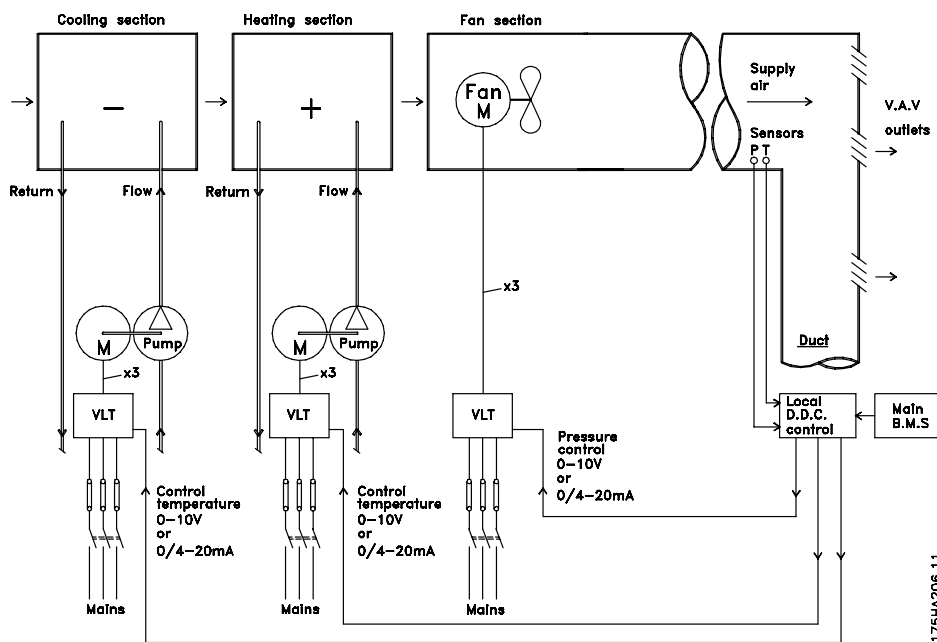 Cooling section
Heating section
Fan section
x3
−
+
Fan
M
Supply
air
Sensors
P T
V.A.V
outlets
Return
Flow
Return
Flow
x3
M
Pump
M
Pump
Duct
x3
x3
VLT
VLT
VLT
Local
D.D.C.
control
Main
B.M.S
Pressure
control
0−10V
or
0/4−20mA
Control
temperature
0−10V
or
0/4−20mA
Control
temperature
0−10V
or
0/4−20mA
Mains
Mains
Mains
175HA206.11